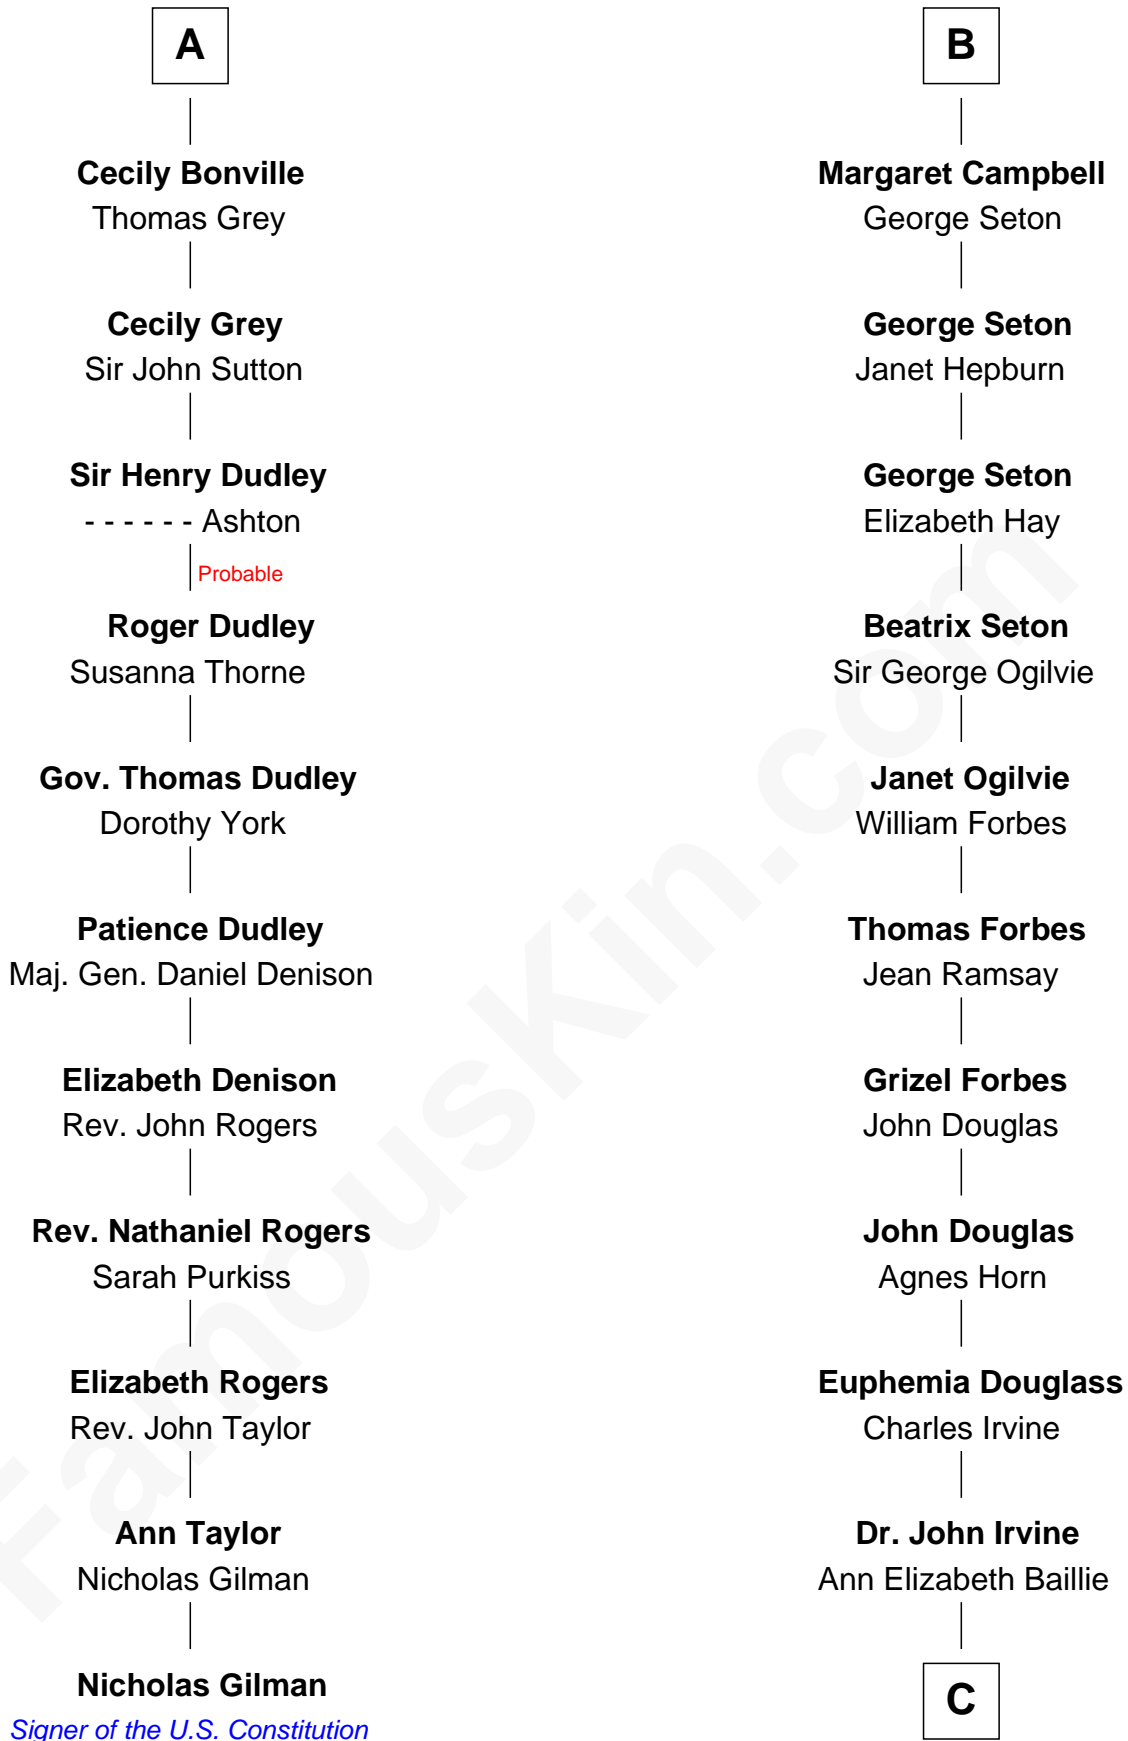 A
Cecily Bonville
Thomas Grey
Cecily Grey
Sir John Sutton
Sir Henry Dudley
- - - - - - Ashton
Probable
Roger Dudley
Susanna Thorne
Gov. Thomas Dudley
Dorothy York
Patience Dudley
Maj. Gen. Daniel Denison
Elizabeth Denison
Rev. John Rogers
Rev. Nathaniel Rogers
Sarah Purkiss
Elizabeth Rogers
Rev. John Taylor
Ann Taylor
Nicholas Gilman
Nicholas Gilman
Signer of the U.S. Constitution
B
Margaret Campbell
George Seton
George Seton
Janet Hepburn
George Seton
Elizabeth Hay
Beatrix Seton
Sir George Ogilvie
Janet Ogilvie
William Forbes
Thomas Forbes
Jean Ramsay
Grizel Forbes
John Douglas
John Douglas
Agnes Horn
Euphemia Douglass
Charles Irvine
Dr. John Irvine
Ann Elizabeth Baillie
C
FamousKin.com